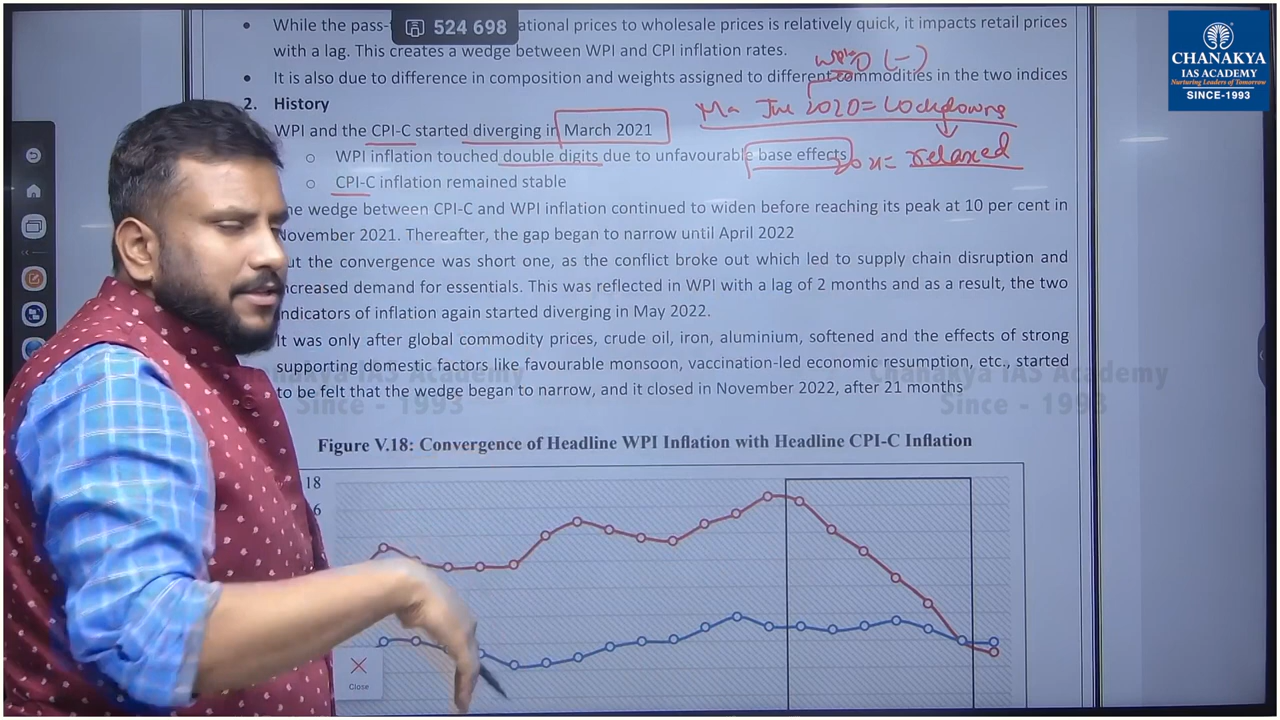 While the pass- ational prices to wholesale prices is relatively quick, it impacts retail prices
524 698
with a lag. This creates a wedge between WPI and CPI inflation rates.
It is also due to difference in composition and weights assigned to different commodities in the two indices
2. History
2020 = Lockdowns
WPI and the CPI-C started diverging in March 2021
WPI inflation touched double digits due to unfavourable base effects
relaxed
CPI-C inflation remained stable
he wedge between CPI-C and WPI inflation continued to widen before reaching its peak at 10 per cent in
November 2021. Thereafter, the gap began to narrow until April 2022
ut the convergence was short one, as the conflict broke out which led to supply chain disruption and
ncreased demand for essentials. This was reflected in WPI with a lag of 2 months and as a result, the two
indicators of inflation again started diverging in May 2022.
It was only after global commodity prices, crude oil, iron, aluminium, softened and the effects of strong
supporting domestic factors like favourable monsoon, vaccination-led economic resumption, etc., started
to be felt that the wedge began to narrow, and it closed in November 2022, after 21 months
Chanakya IAS Academy
Since - 1993
Chanakya IAS Academy
Since - 1993
Figure V.18: Convergence of Headline WPI Inflation with Headline CPI-C Inflation
18
6
Close
CHANAKYA
IAS ACADEMY
Nurturing Leaders of Tomorrow
SINCE-1993